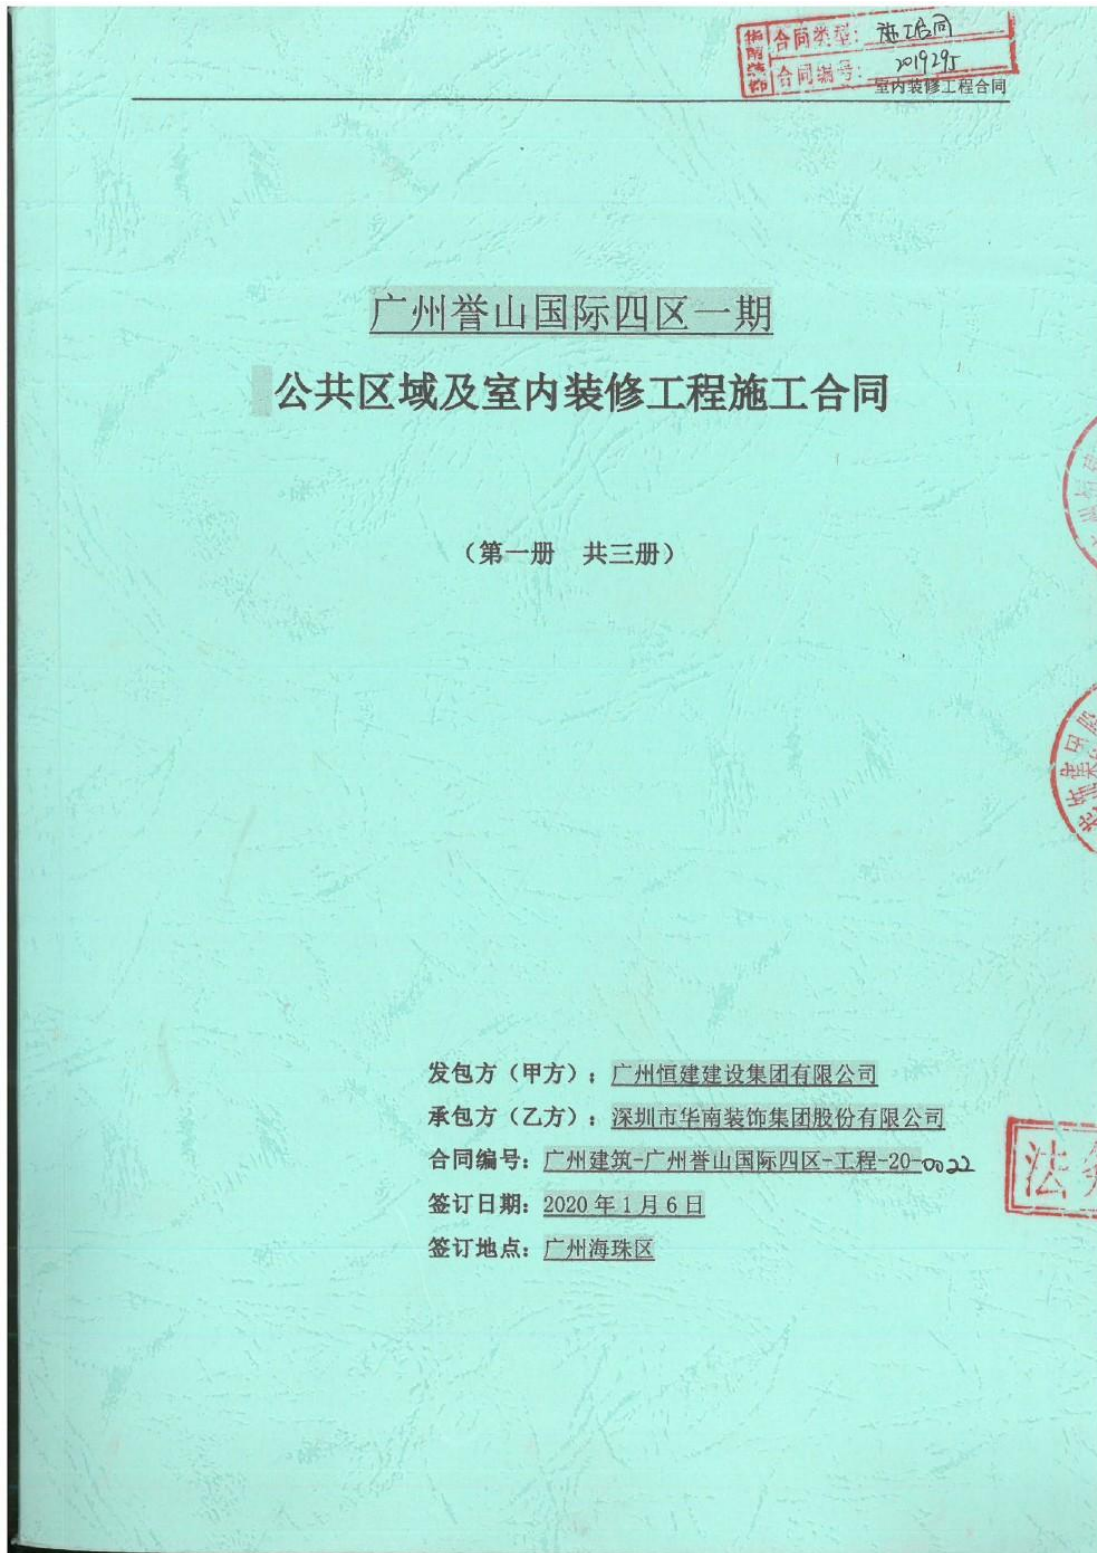 华南装饰
合同类型：施工合同
合同编号：2019295
室内装修工程合同
广州誉山国际四区一期
公共区域及室内装修工程施工合同
（第一册 共三册）
发包方（甲方）：广州恒建建设集团有限公司
承包方（乙方）：深圳市华南装饰集团股份有限公司
合同编号：广州建筑-广州誉山国际四区-工程-20-0022
签订日期：2020年1月6日
签订地点：广州海珠区
法